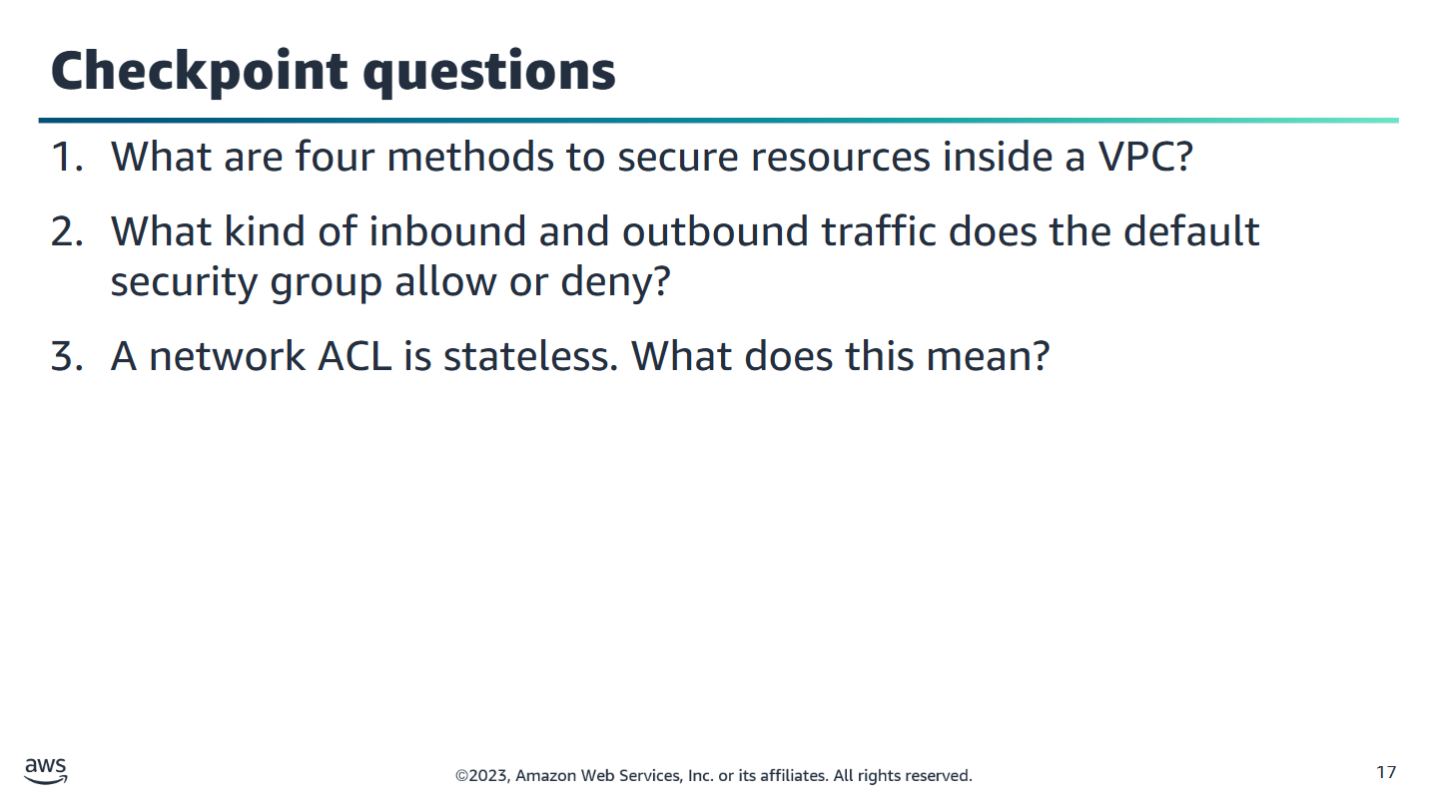 Checkpoint questions
1. What are four methods to secure resources inside a VPC?
2. What kind of inbound and outbound traffic does the default
security group allow or deny?
3. A network ACL is stateless. What does this mean?
aws
©2023, Amazon Web Services, Inc. or its affiliates. All rights reserved.
17